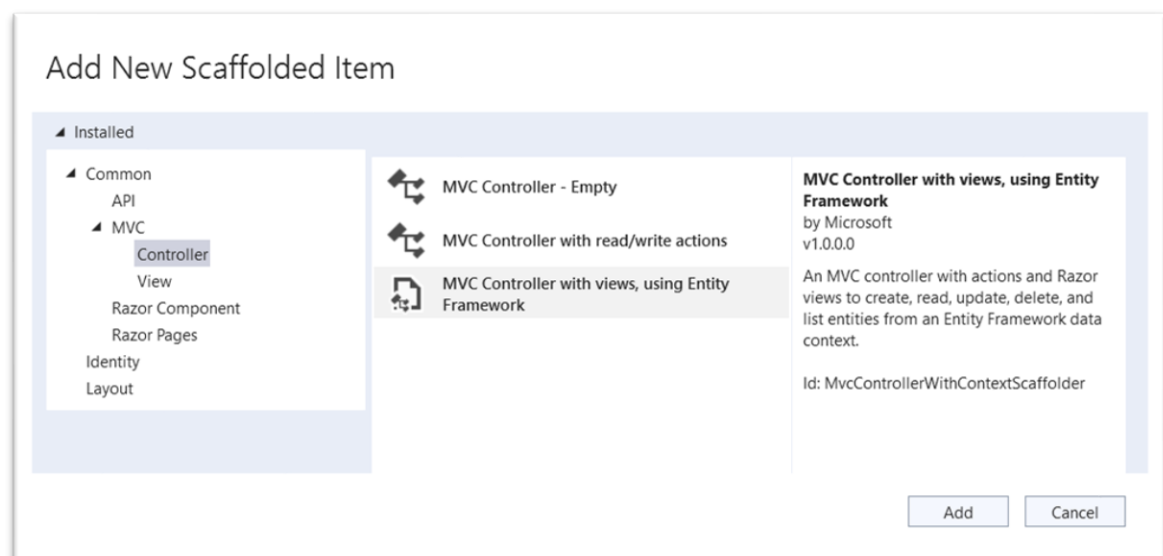 Add New Scaffolded Item
Installed
Common
API
MVC
Controller
View
Razor Component
Razor Pages
Identity
Layout
MVC Controller - Empty
MVC Controller with read/write actions
MVC Controller with views, using Entity
Framework
MVC Controller with views, using Entity
Framework
by Microsoft
v1.0.0.0
An MVC controller with actions and Razor
views to create, read, update, delete, and
list entities from an Entity Framework data
context.
Id: MvcControllerWithContextScaffolder
Add
Cancel